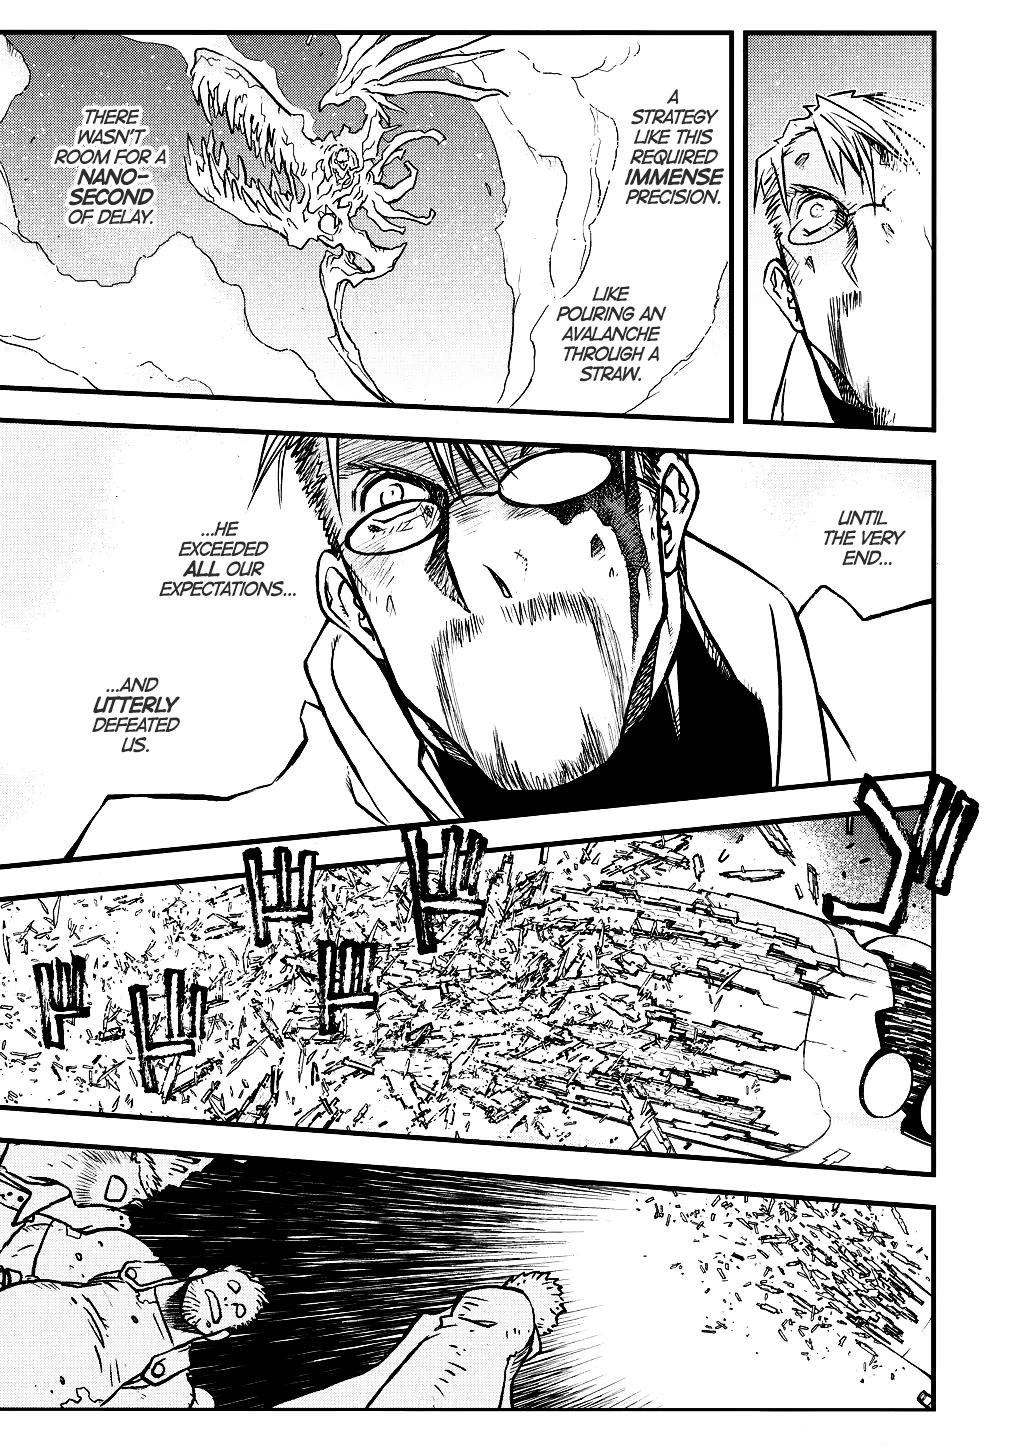 A
STRATEGY
LIKE THIS
REQUIRED
IMMENSE
PRECISION.
LIKE
POURING AN
AVALANCHE
THROUGH A
STRAW.
THERE
WASN'T
ROOM FOR A
NANO-
SECOND
OF DELAY.
UNTIL
THE VERY
END...
...HE
EXCEEDED
ALL OUR
EXPECTATIONS...
...AND
UTTERLY
DEFEATED
US.